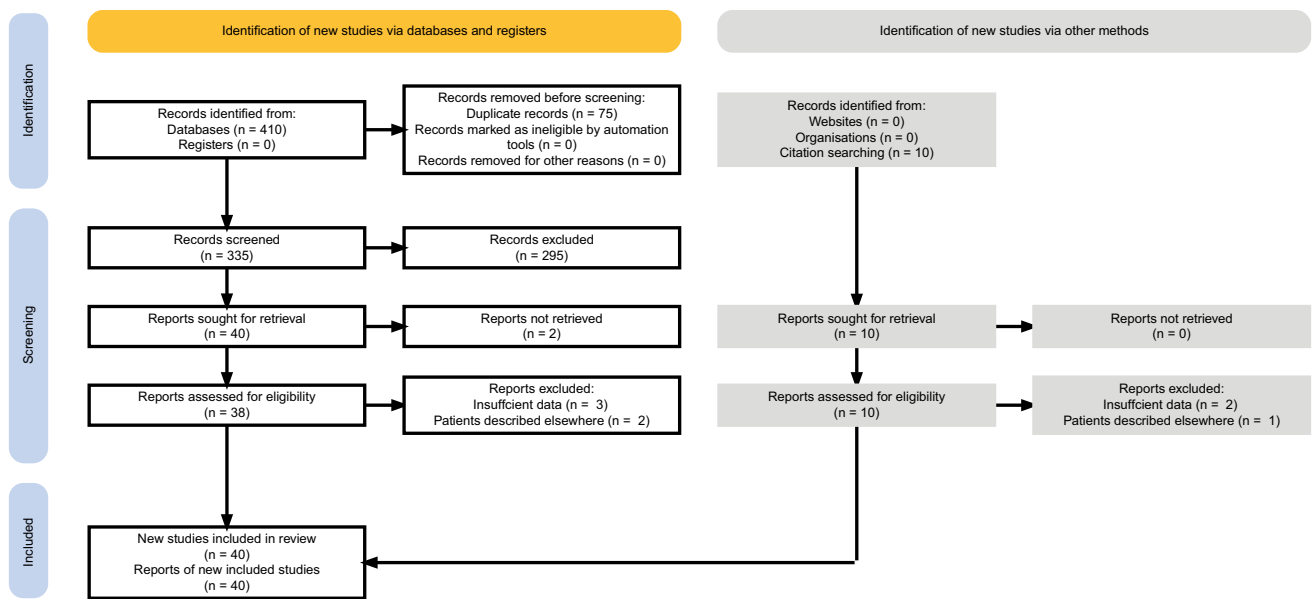 Identification of new studies via databases and registers
Identification of new studies via other methods
Identification
Records identified from:
Databases (n = 410)
Registers (n = 0)
Records removed before screening:
Duplicate records (n = 75)
Records marked as ineligible by automation
tools (n = 0)
Records removed for other reasons (n = 0)
Records identified from:
Websites (n = 0)
Organisations (n = 0)
Citation searching (n = 10)
Screening
Records screened
(n = 335)
Records excluded
(n = 295)
Reports sought for retrieval
(n = 40)
Reports not retrieved
(n = 2)
Reports sought for retrieval
(n = 10)
Reports not retrieved
(n = 0)
Reports assessed for eligibility
(n = 38)
Reports excluded:
Insuffcient data (n = 3)
Patients described elsewhere (n = 2)
Reports assessed for eligibility
(n = 10)
Reports excluded:
Insuffcient data (n = 2)
Patients described elsewhere (n = 1)
Included
New studies included in review
(n = 40)
Reports of new included studies
(n = 40)